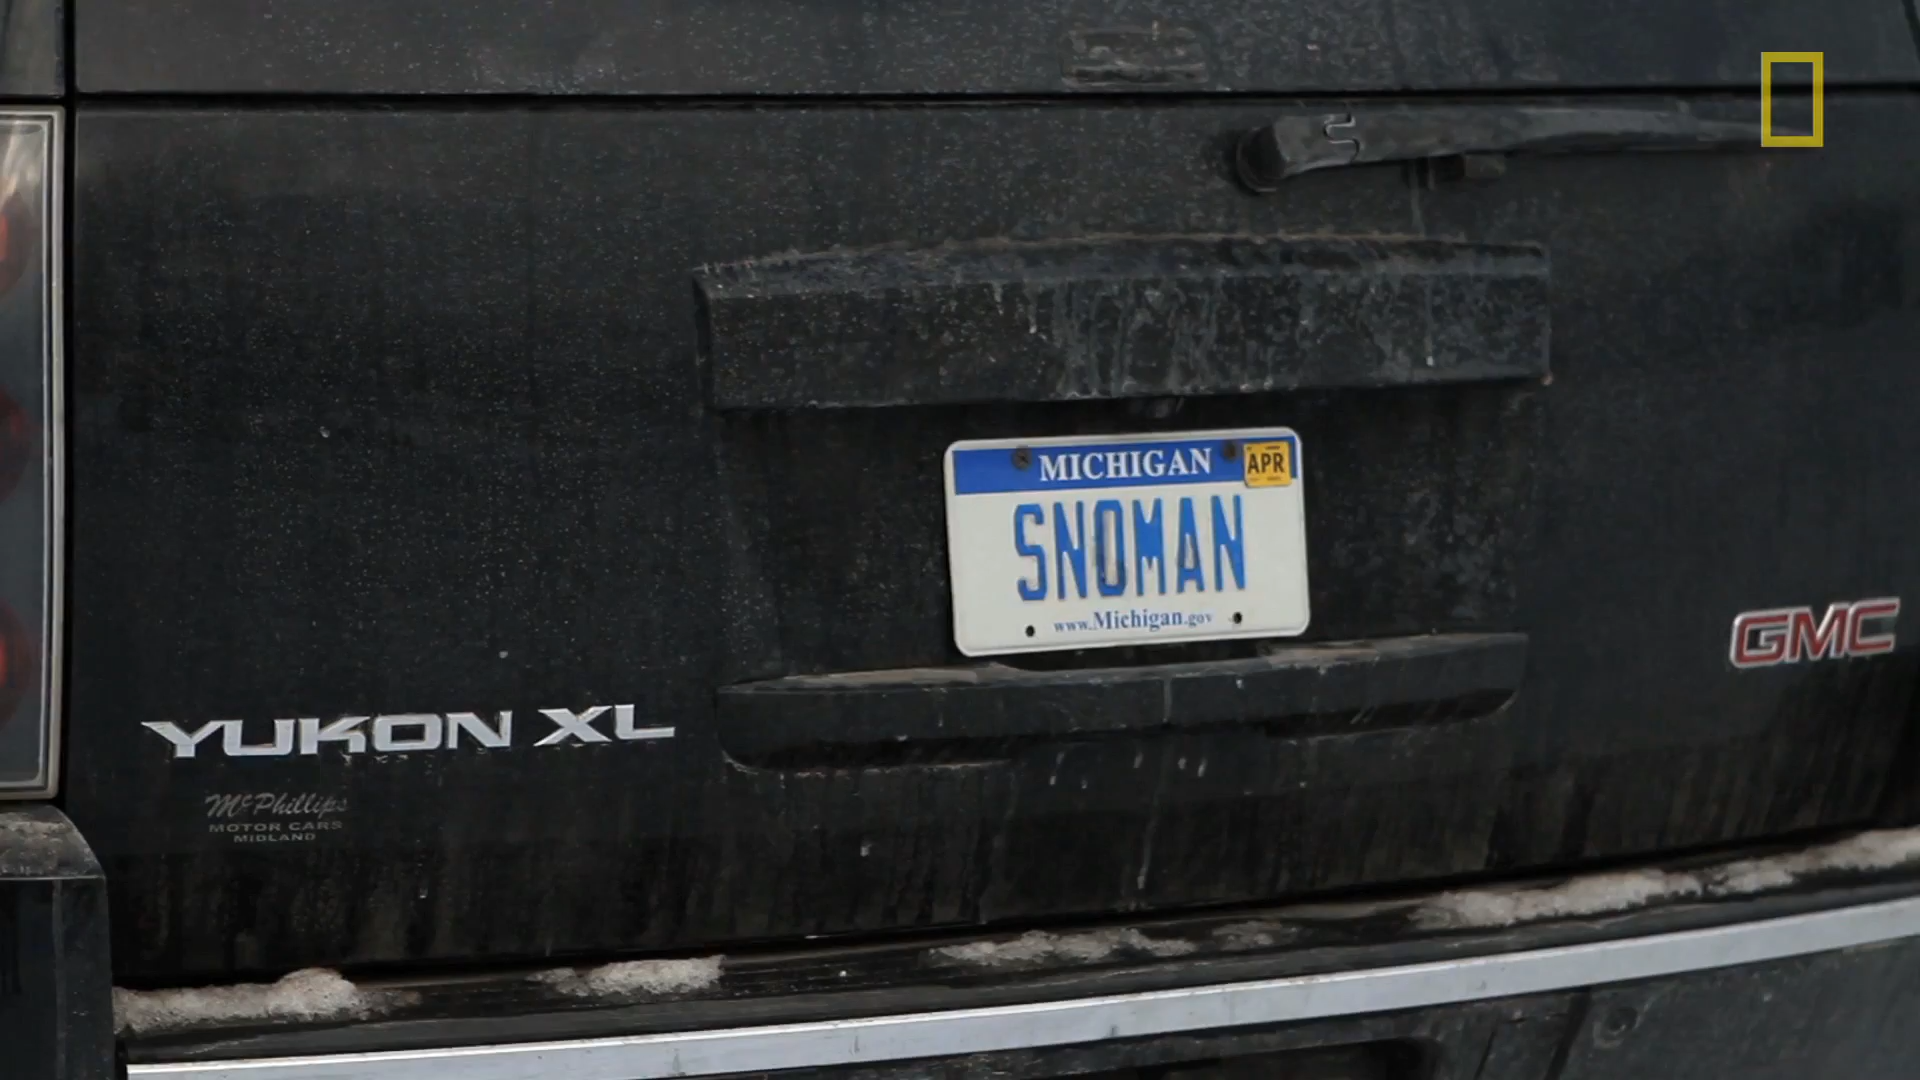 MICHIGAN
APR
SNOMAN
www.Michigan.gov
GMC
YUKON XL
McPhillips
MOTOR CARS
MIDLAND